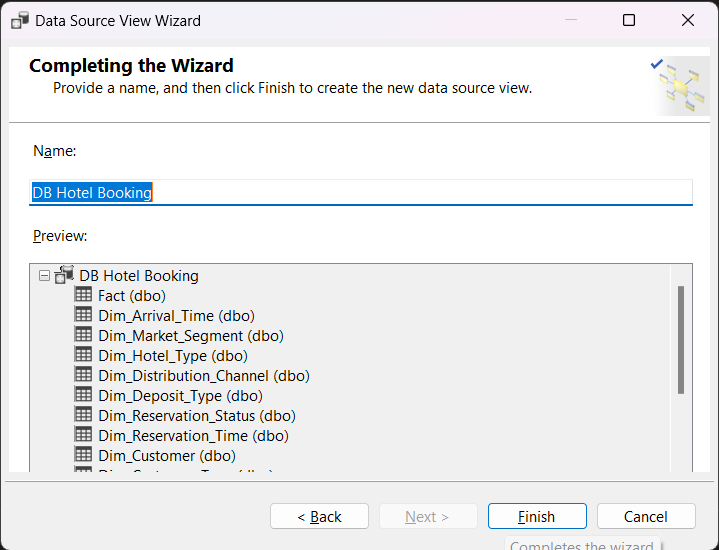 Data Source View Wizard
Completing the Wizard
Provide a name, and then click Finish to create the new data source view.
Name:
DB Hotel Booking
Preview:
DB Hotel Booking
Fact (dbo)
Dim_Arrival_Time (dbo)
Dim_Market_Segment (dbo)
Dim_Hotel_Type (dbo)
Dim_Distribution_Channel (dbo)
Dim_Deposit_Type (dbo)
Dim_Reservation_Status (dbo)
Dim_Reservation_Time (dbo)
Dim_Customer (dbo)
< Back
Next >
Finish
Cancel
Completes the wizard